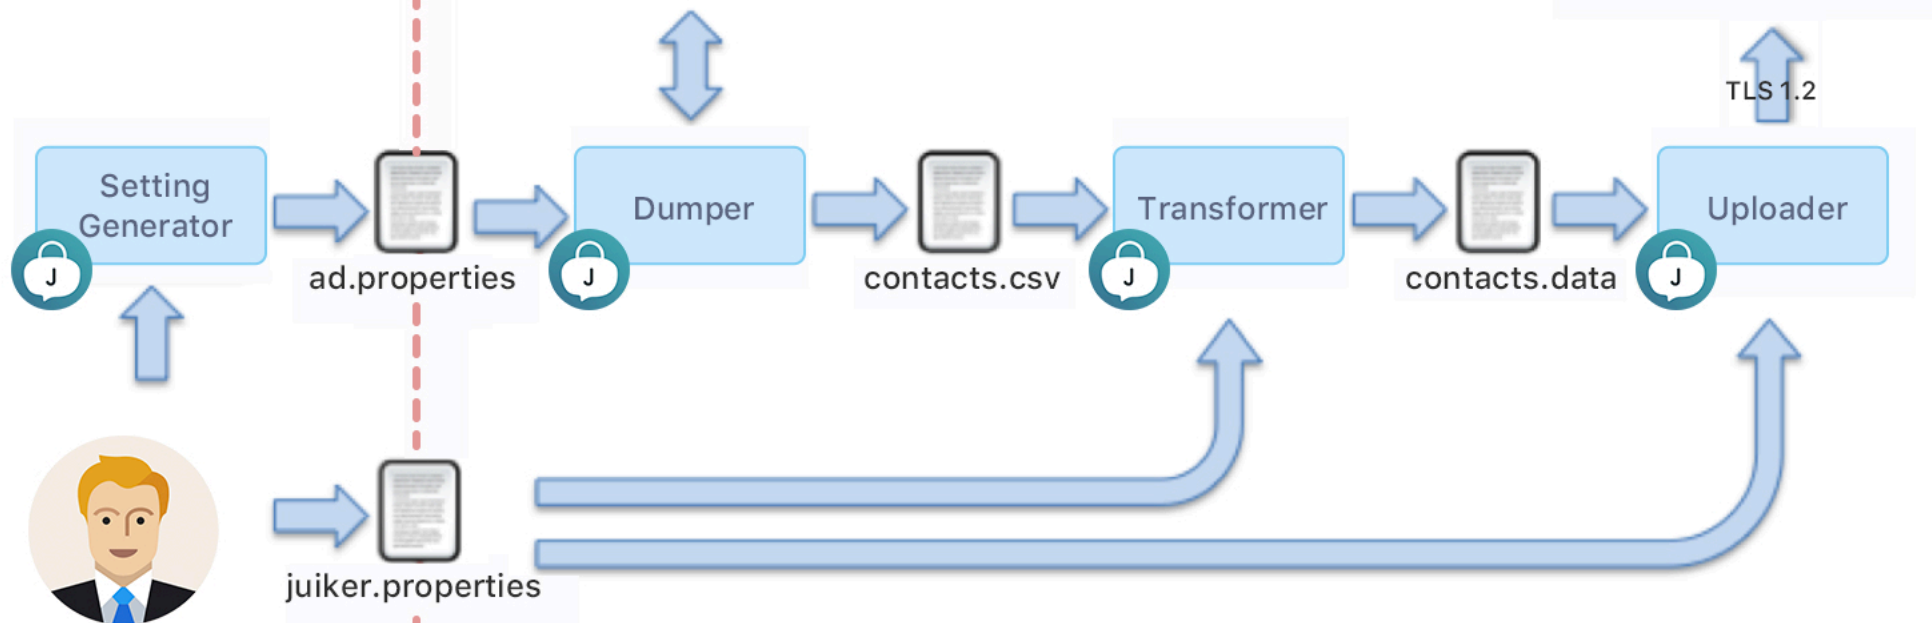 TLS 1.2
Setting
Generator
Dumper
Transformer
Uploader
J
ad.properties
J
contacts.csv
J
contacts.data
J
juiker.properties